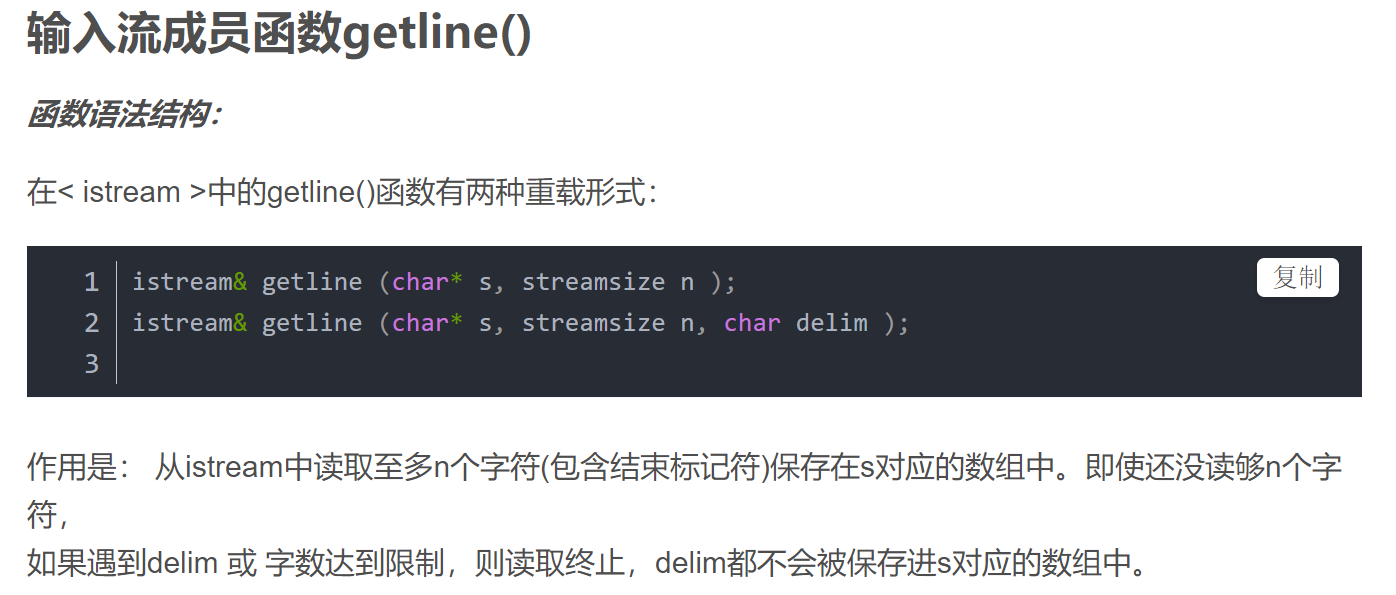 输入流成员函数getline()
函数语法结构：
在< istream >中的getline()函数有两种重载形式：
复制
1 istream& getline (char* s, streamsize n );
2 istream& getline (char* s, streamsize n, char delim );
3
作用是： 从istream中读取至多n个字符(包含结束标记符)保存在s对应的数组中。即使还没读够n个字
符，
如果遇到delim 或 字数达到限制，则读取终止，delim都不会被保存进s对应的数组中。